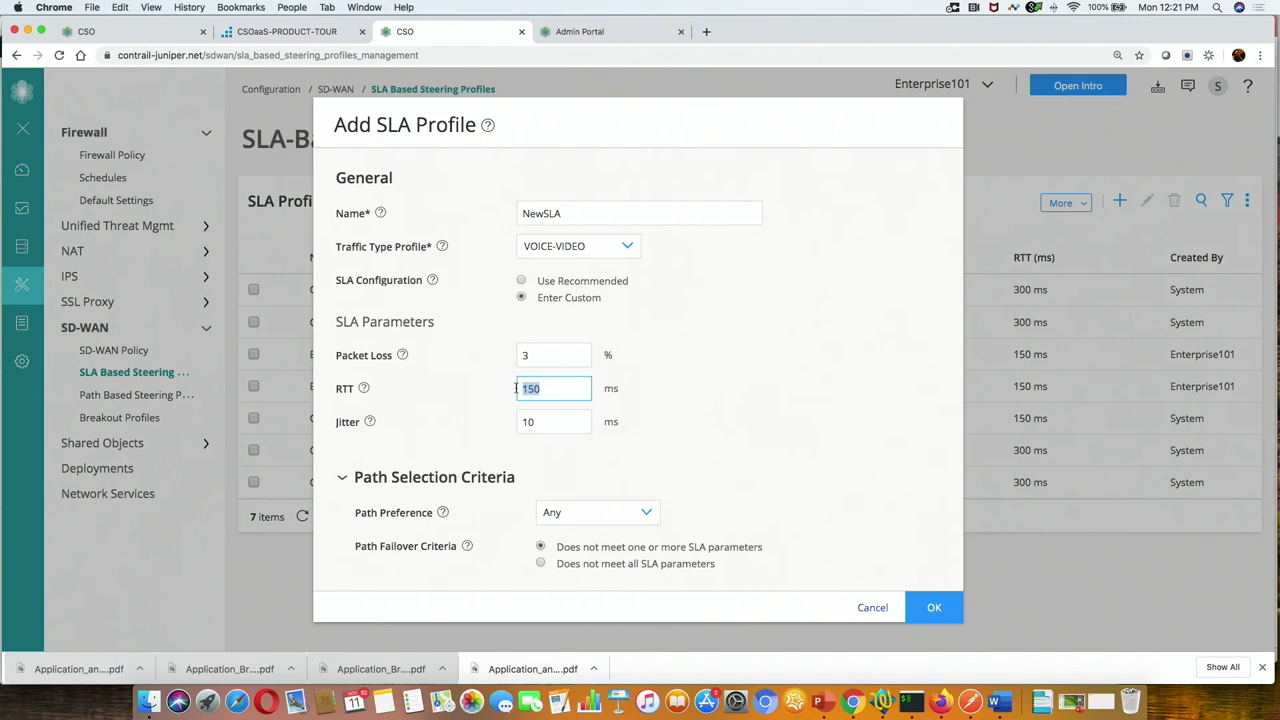 Chrome File Edit View History Bookmarks People Tab Window Help 100% Mon 12:21 PM
CSO CSOaaS-PRODUCT-TOUR CSO Admin Portal
contrail-juniper.net/sdwan/sla_based_steering_profiles_management
Configuration / SD-WAN / SLA Based Steering Profiles Enterprise101 Open Intro S ?
Firewall
Firewall Policy
Schedules
Default Settings
Unified Threat Mgmt
NAT
IPS
SSL Proxy
SD-WAN
SD-WAN Policy
SLA Based Steering ...
Path Based Steering P...
Breakout Profiles
Shared Objects
Deployments
Network Services
SLA-Ba
SLA Profi
More
RTT (ms) Created By
300 ms System
300 ms System
150 ms Enterprise101
150 ms Enterprise101
150 ms System
300 ms System
300 ms System
7 items
Add SLA Profile ?
General
Name* ? NewSLA
Traffic Type Profile* ? VOICE-VIDEO
SLA Configuration ? Use Recommended
Enter Custom
SLA Parameters
Packet Loss ? 3 %
RTT ? 150 ms
Jitter ? 10 ms
Path Selection Criteria
Path Preference ? Any
Path Failover Criteria ? Does not meet one or more SLA parameters
Does not meet all SLA parameters
Cancel OK
Application_an....pdf Application_Br....pdf Application_Br....pdf Application_an....pdf Show All